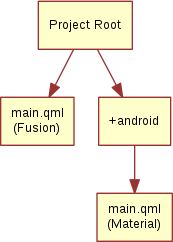 Project Root
main.qml
(Fusion)
+android
main.qml
(Material)